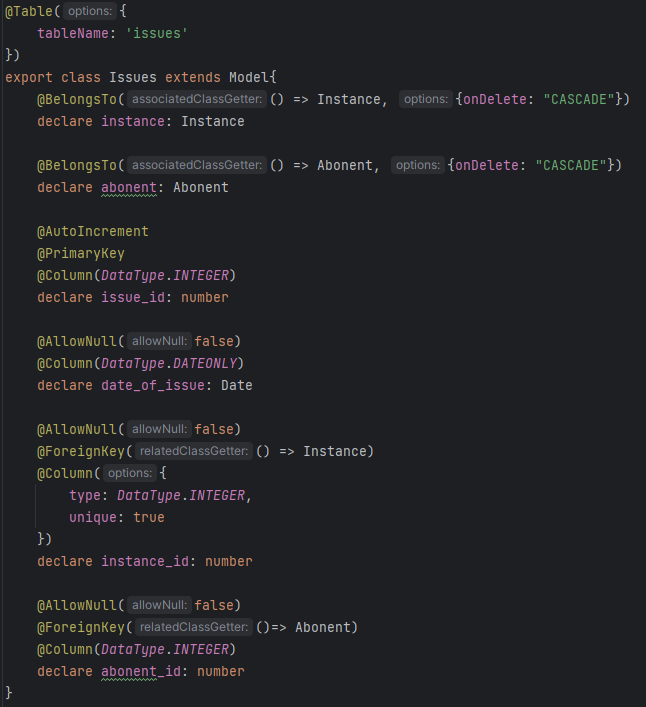 @Table( options: {
    tableName: 'issues'
})
export class Issues extends Model{
    @BelongsTo( associatedClassGetter: () => Instance, options: {onDelete: "CASCADE"})
    declare instance: Instance

    @BelongsTo( associatedClassGetter: () => Abonent, options: {onDelete: "CASCADE"})
    declare abonent: Abonent

    @AutoIncrement
    @PrimaryKey
    @Column(DataType.INTEGER)
    declare issue_id: number

    @AllowNull( allowNull: false)
    @Column(DataType.DATEONLY)
    declare date_of_issue: Date

    @AllowNull( allowNull: false)
    @ForeignKey( relatedClassGetter: () => Instance)
    @Column( options: {
        type: DataType.INTEGER,
        unique: true
    })
    declare instance_id: number

    @AllowNull( allowNull: false)
    @ForeignKey( relatedClassGetter: ()=> Abonent)
    @Column(DataType.INTEGER)
    declare abonent_id: number
}